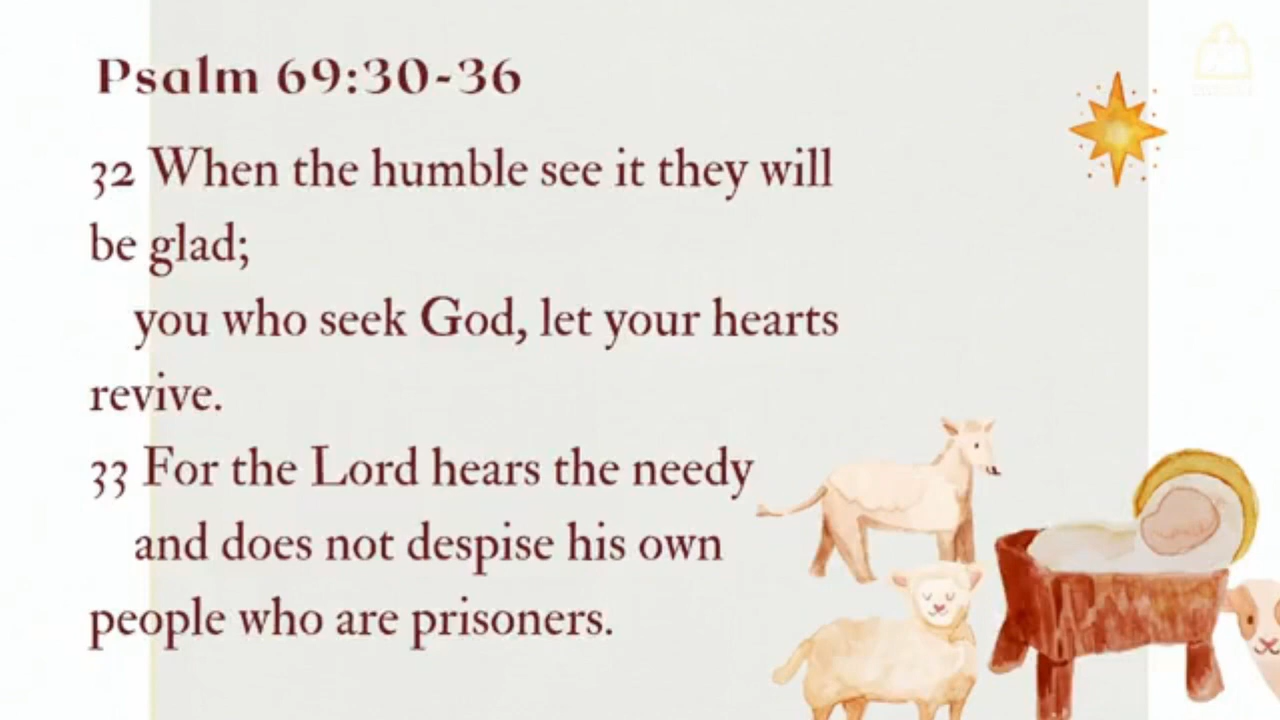 Psalm 69:30-36
32 When the humble see it they will
be glad;
you who seek God, let your hearts
revive.
33 For the Lord hears the needy
and does not despise his own
people who are prisoners.